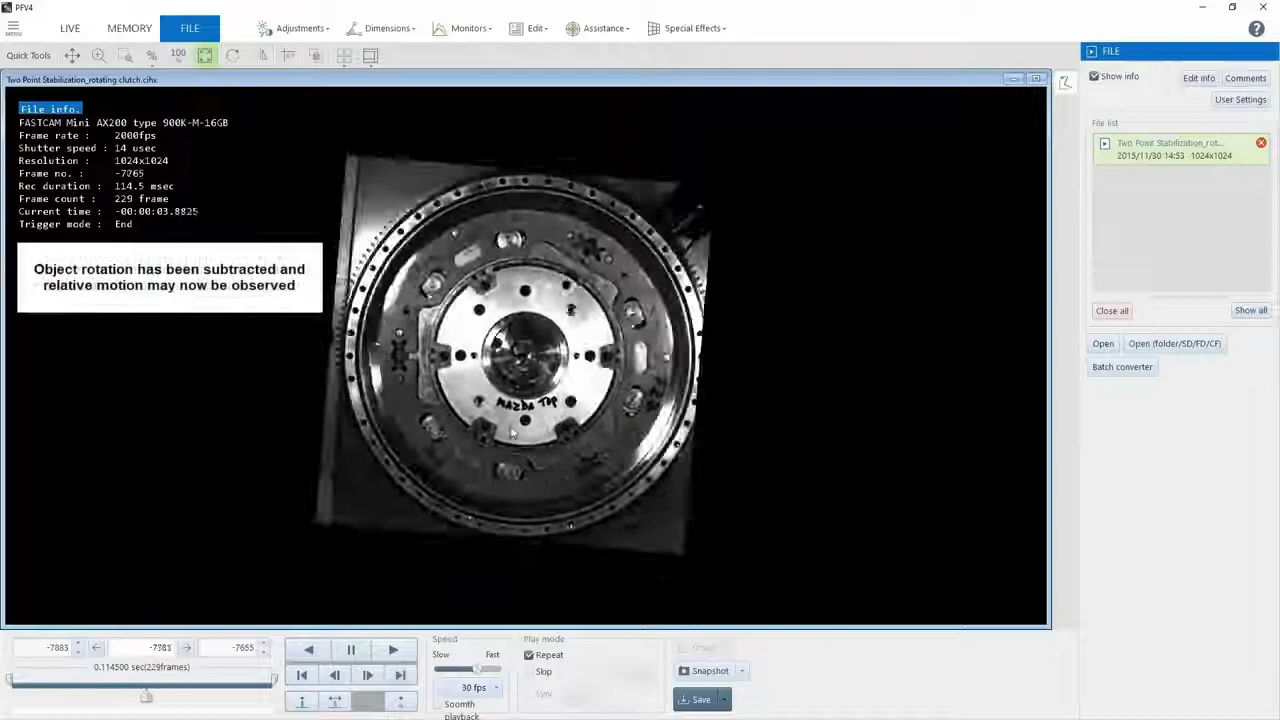 PFV4
MENU
LIVE
MEMORY
FILE
Adjustments
Dimensions
Monitors
Edit
Assistance
Special Effects
Quick Tools
100
Two Point Stabilization_rotating clutch.cihx
File info.
FASTCAM Mini AX200 type 900K-M-16GB
Frame rate : 2000fps
Shutter speed : 14 usec
Resolution : 1024x1024
Frame no. : -7765
Rec duration : 114.5 msec
Frame count : 229 frame
Current time : -00:00:03.8825
Trigger mode : End
Object rotation has been subtracted and
relative motion may now be observed
MAZDA TOP
FILE
Show info
Edit info
Comments
User Settings
File list
Two Point Stabilization_rot...
2015/11/30 14:53 1024x1024
Close all
Show all
Open
Open (folder/SD/FD/CF)
Batch converter
-7883
-7655
0.114500 sec(229frames)
Speed
Slow
Fast
30 fps
Soomth
playback
Play mode
Repeat
Skip
Sync
Snapshot
Save